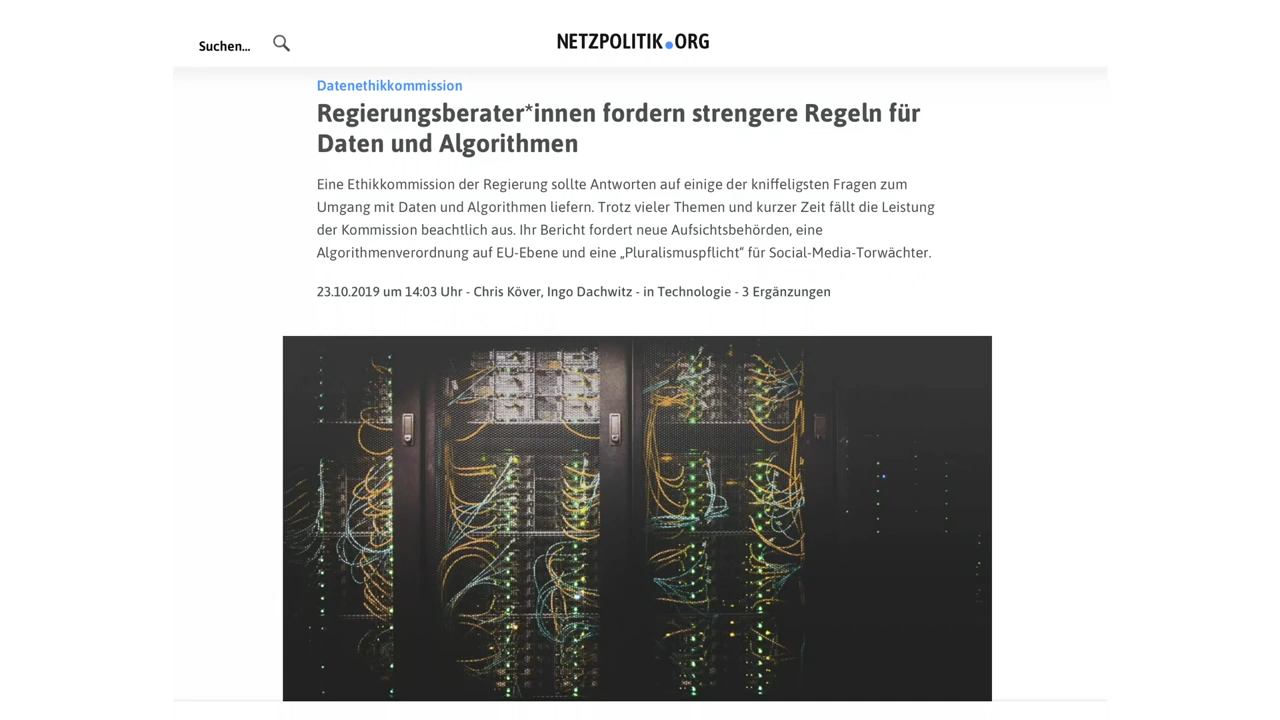 Suchen...
NETZPOLITIK.ORG
Datenethikkommission
Regierungsberater*innen fordern strengere Regeln für
Daten und Algorithmen
Eine Ethikkommission der Regierung sollte Antworten auf einige der kniffeligsten Fragen zum
Umgang mit Daten und Algorithmen liefern. Trotz vieler Themen und kurzer Zeit fällt die Leistung
der Kommission beachtlich aus. Ihr Bericht fordert neue Aufsichtsbehörden, eine
Algorithmenverordnung auf EU-Ebene und eine „Pluralismuspflicht“ für Social-Media-Torwächter.
23.10.2019 um 14:03 Uhr - Chris Köver, Ingo Dachwitz - in Technologie - 3 Ergänzungen